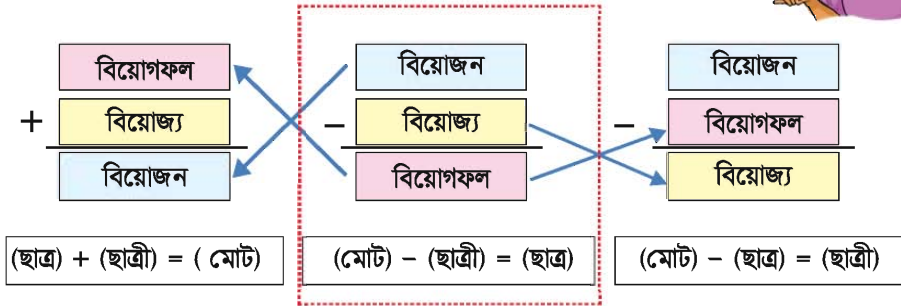 বিয়োগফল
+ বিয়োজ্য
বিয়োজন
(ছাত্র) + (ছাত্রী) = ( মোট)
বিয়োজন
− বিয়োজ্য
বিয়োগফল
(মোট) − (ছাত্রী) = (ছাত্র)
বিয়োজন
− বিয়োগফল
বিয়োজ্য
(মোট) − (ছাত্র) = (ছাত্রী)